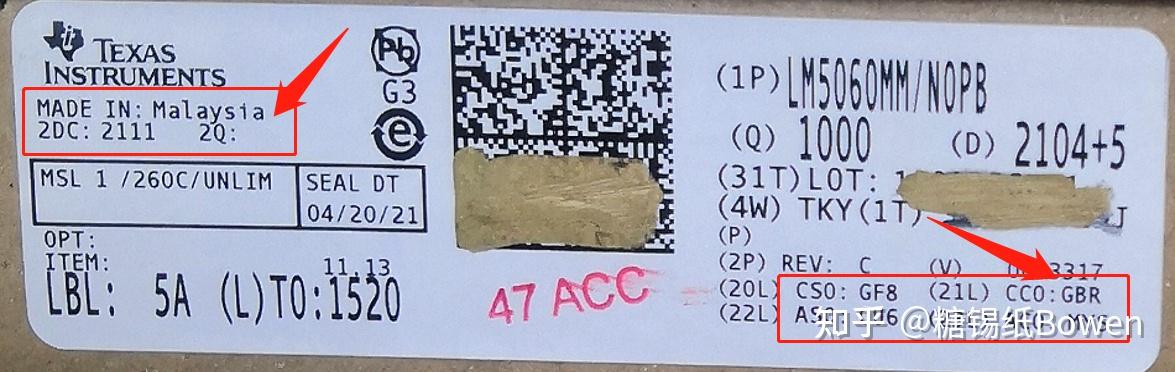 TEXAS
INSTRUMENTS
MADE IN: Malaysia
2DC: 2111 2Q:
MSL 1 /260C/UNLIM
SEAL DT
04/20/21
OPT:
ITEM:
11.13
LBL: 5A (L)TO:1520
Pb
G3
e
47 ACC
(1P) LM5060MM/NOPB
(Q) 1000 (D) 2104+5
(31T) LOT:
(4W) TKY (1T) J
(P)
(2P) REV: C (V) 3317
(20L) CSO: GF8 (21L) CCO:GBR
(22L)
知乎 @糖锡纸Bowen